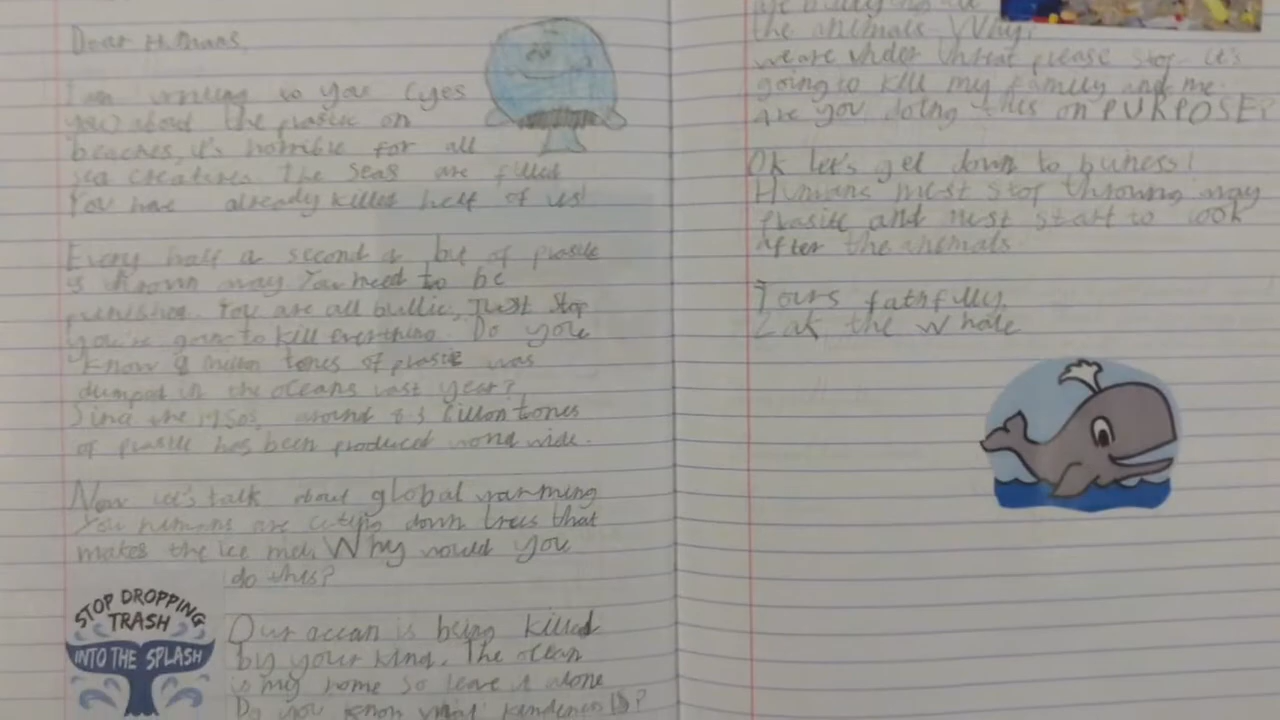 Dear Humans,
I am writing to you (yes
you) about the plastic on
beaches, it's horrible for all
sea creatures. The seas are filled
You have already killed half of us!
Every half a second a bit of plastic
is thrown away You need to be
punished. You are all bullies, JUST Stop
you're going to kill everthing. Do you
know 8 million tones of plastic was
dumped in the oceans last year?
Since the 1950s, around 8.3 billion tones
of plastic has been produced world wide.
Now let's talk about global warming
You humans are cuting down trees that
makes the ice melt. Why would you
do this?
STOP DROPPING
TRASH
INTO THE SPLASH
Our ocean is being killed
by your kind. The ocean
is my home so leave it alone
Do you know what kindness is?
the animals. Why?
we are under threat please stop it's
going to kill my family and me.
Are you doing this on PURPOSE?
Ok let's get down to buness!
Humans must stop throwing away
plastic and must start to look
after the animals.
Yours fathfully,
Zak the Whale